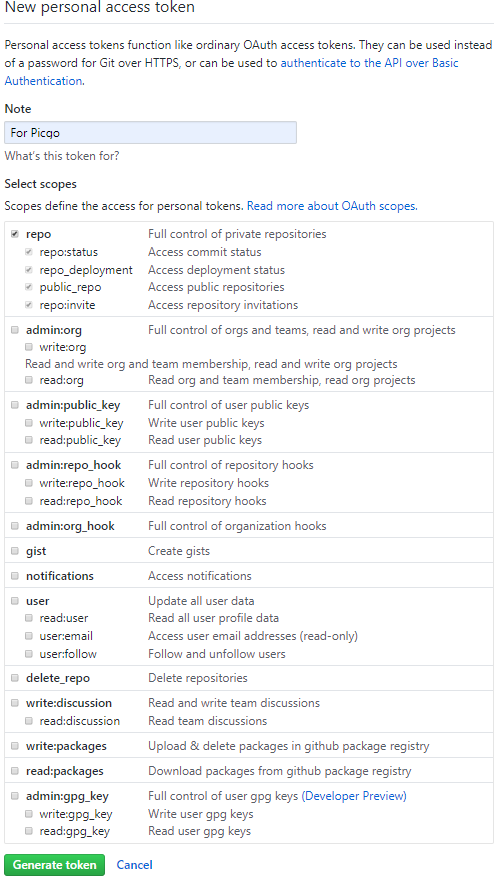 New personal access token
Personal access tokens function like ordinary OAuth access tokens. They can be used instead
of a password for Git over HTTPS, or can be used to authenticate to the API over Basic
Authentication.
Note
For Picgo
What's this token for?
Select scopes
Scopes define the access for personal tokens. Read more about OAuth scopes.
repo Full control of private repositories
repo:status Access commit status
repo_deployment Access deployment status
public_repo Access public repositories
repo:invite Access repository invitations
admin:org Full control of orgs and teams, read and write org projects
write:org
Read and write org and team membership, read and write org projects
read:org Read org and team membership, read org projects
admin:public_key Full control of user public keys
write:public_key Write user public keys
read:public_key Read user public keys
admin:repo_hook Full control of repository hooks
write:repo_hook Write repository hooks
read:repo_hook Read repository hooks
admin:org_hook Full control of organization hooks
gist Create gists
notifications Access notifications
user Update all user data
read:user Read all user profile data
user:email Access user email addresses (read-only)
user:follow Follow and unfollow users
delete_repo Delete repositories
write:discussion Read and write team discussions
read:discussion Read team discussions
write:packages Upload & delete packages in github package registry
read:packages Download packages from github package registry
admin:gpg_key Full control of user gpg keys (Developer Preview)
write:gpg_key Write user gpg keys
read:gpg_key Read user gpg keys
Generate token Cancel